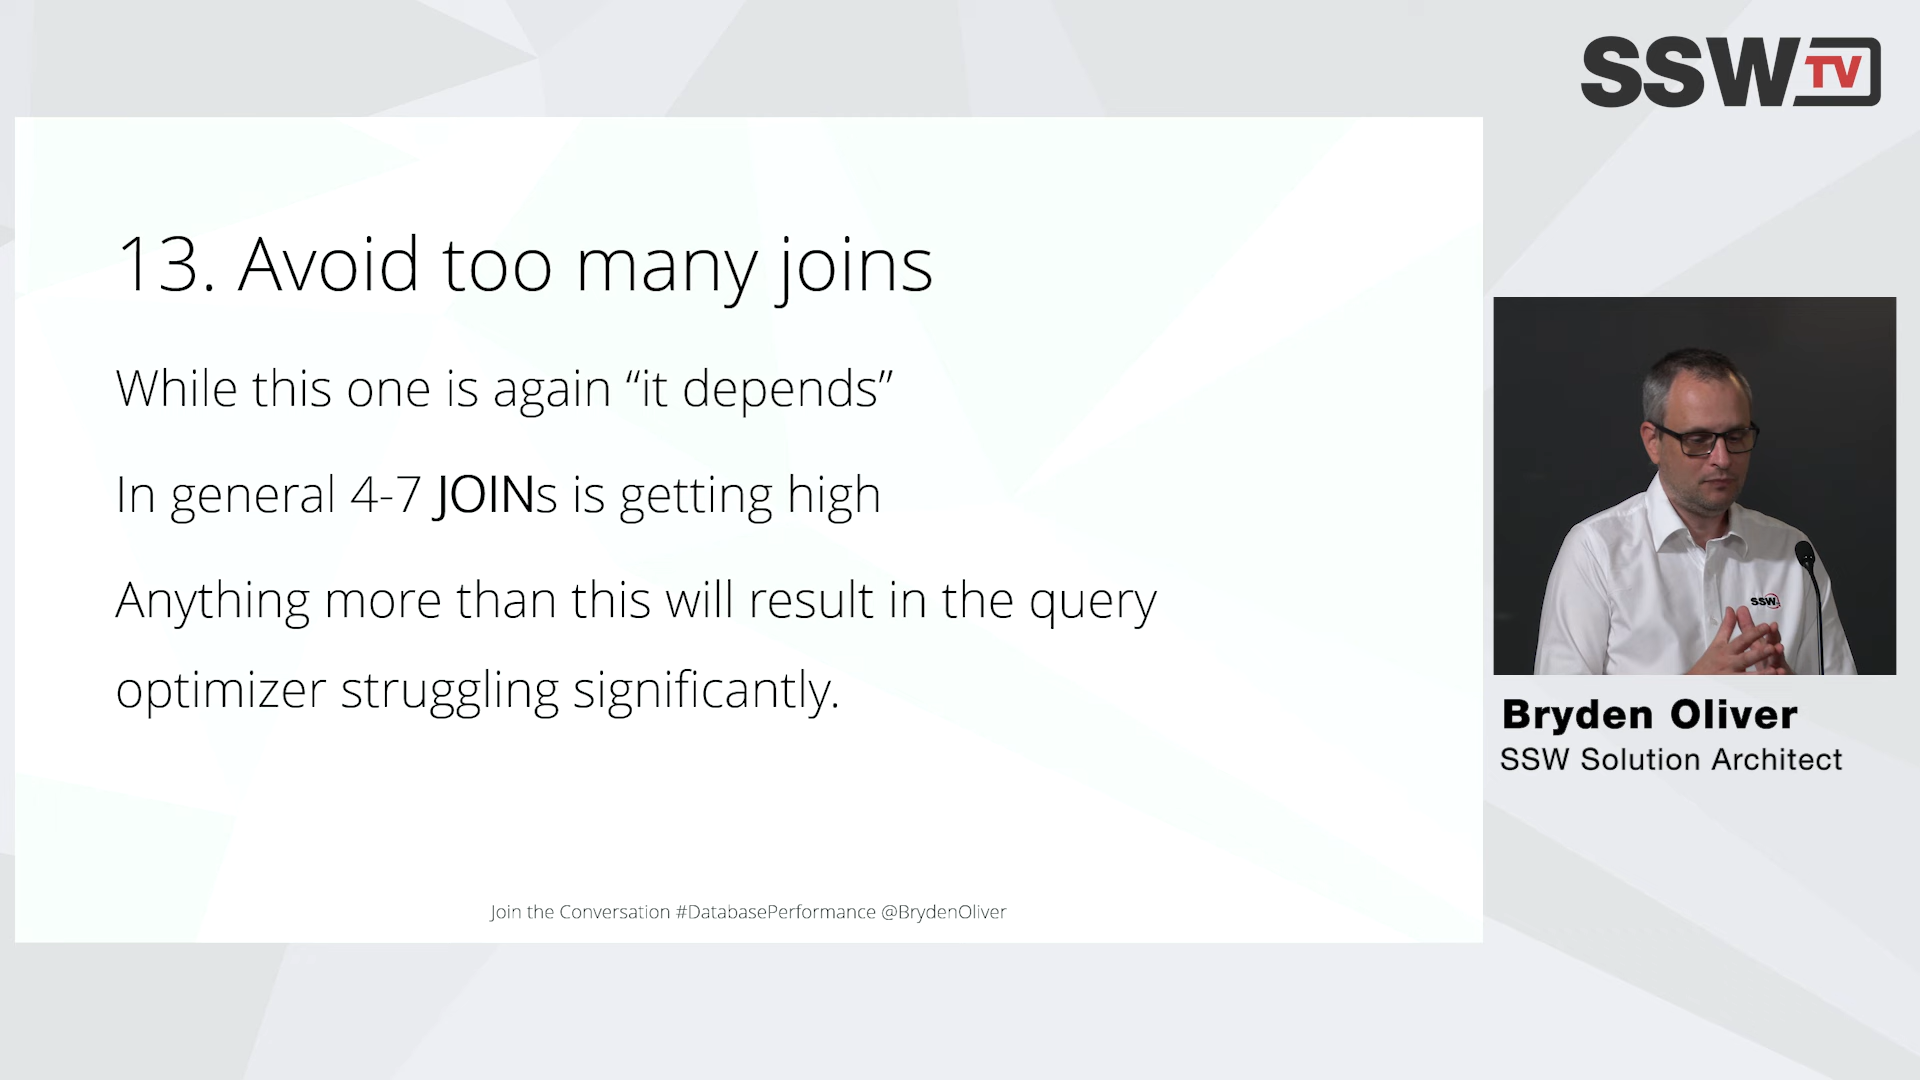 SSW TV
13. Avoid too many joins
While this one is again “it depends”
In general 4-7 JOINs is getting high
Anything more than this will result in the query
optimizer struggling significantly.
Join the Conversation #DatabasePerformance @BrydenOliver
SSW
Bryden Oliver
SSW Solution Architect